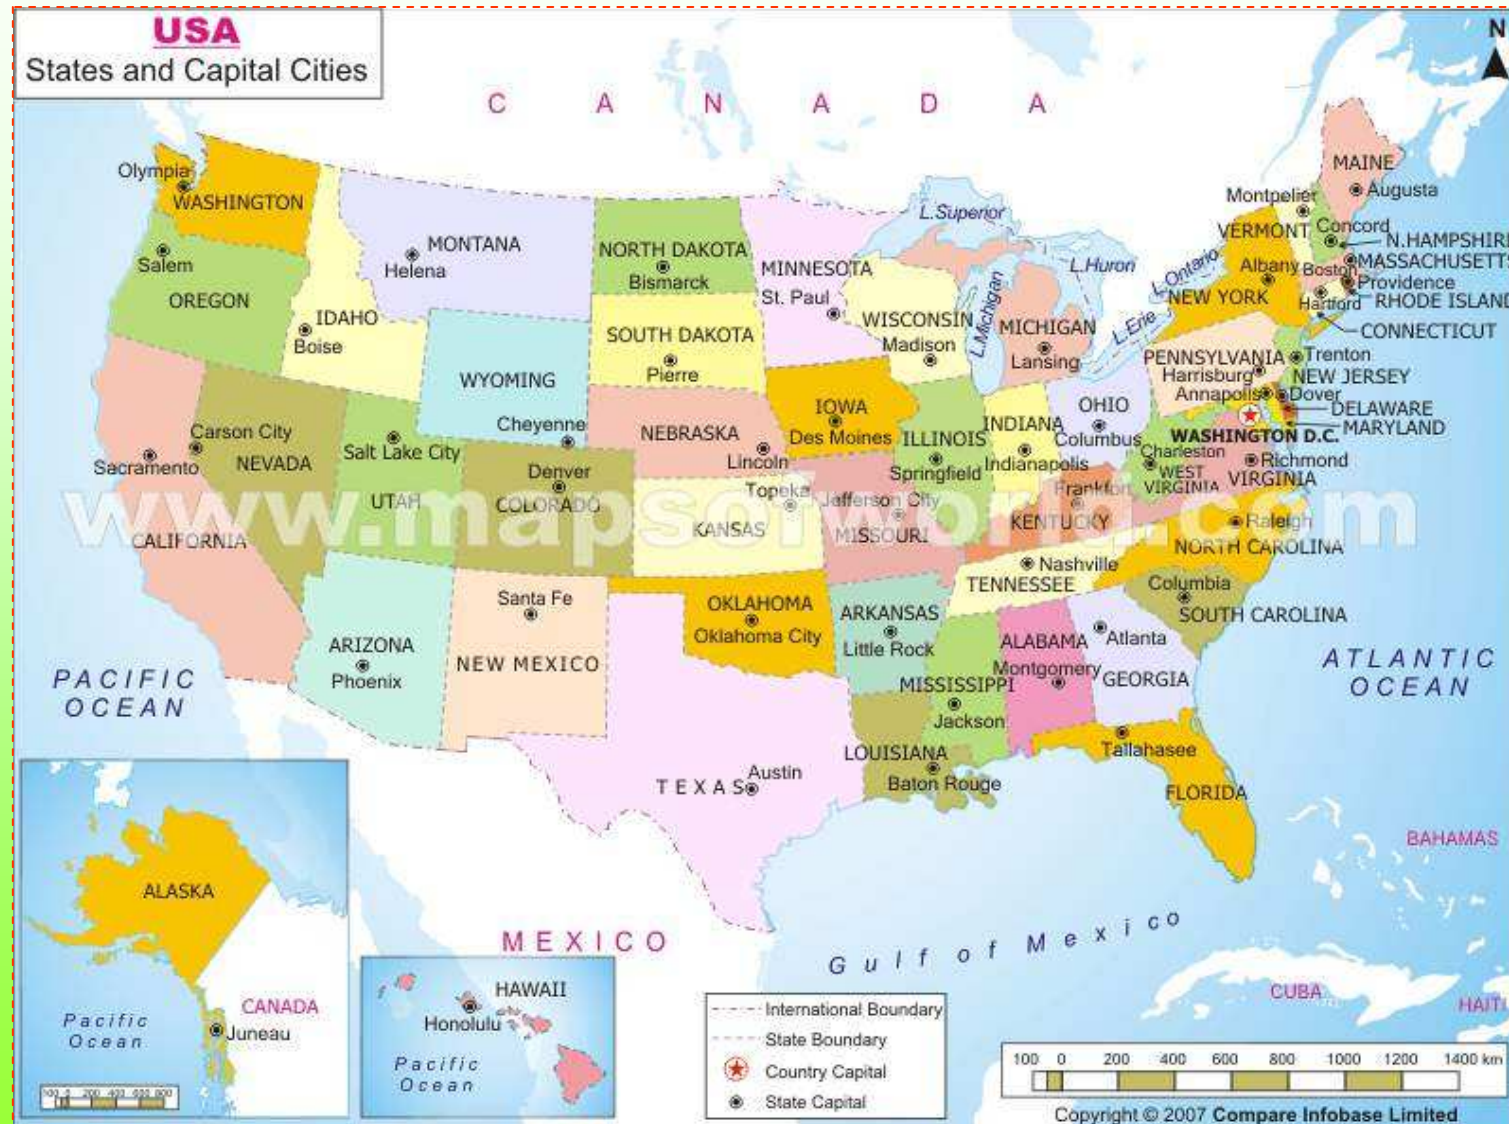 USA
States and Capital Cities
N
C A N A D A
MAINE
Augusta
Olympia
WASHINGTON
Montpelier
VERMONT
Concord
N.HAMPSHIRE
L.Superior
MONTANA
Helena
NORTH DAKOTA
Bismarck
MINNESOTA
St. Paul
L.Huron
L.Ontario
Albany
NEW YORK
Boston
MASSACHUSETTS
Providence
Hartford
RHODE ISLAND
CONNECTICUT
Salem
OREGON
IDAHO
Boise
SOUTH DAKOTA
Pierre
WISCONSIN
Madison
L.Michigan
MICHIGAN
Lansing
L.Erie
PENNSYLVANIA
Harrisburg
Trenton
NEW JERSEY
Annapolis
Dover
DELAWARE
MARYLAND
WASHINGTON D.C.
WYOMING
Cheyenne
NEBRASKA
Lincoln
IOWA
Des Moines
ILLINOIS
Springfield
INDIANA
Indianapolis
OHIO
Columbus
Charleston
WEST
VIRGINIA
Richmond
VIRGINIA
Carson City
Sacramento
NEVADA
Salt Lake City
UTAH
Denver
COLORADO
Topeka
KANSAS
Jefferson City
MISSOURI
Frankfort
KENTUCKY
www.mapsofworld.com
CALIFORNIA
Raleigh
NORTH CAROLINA
Nashville
TENNESSEE
Columbia
SOUTH CAROLINA
Santa Fe
NEW MEXICO
ARIZONA
Phoenix
OKLAHOMA
Oklahoma City
ARKANSAS
Little Rock
ALABAMA
Montgomery
Atlanta
GEORGIA
MISSISSIPPI
Jackson
PACIFIC
OCEAN
ATLANTIC
OCEAN
TEXAS
Austin
LOUISIANA
Baton Rouge
Tallahasee
FLORIDA
BAHAMAS
ALASKA
CANADA
Juneau
Pacific
Ocean
100 0 200 400 600 800
MEXICO
HAWAII
Honolulu
Pacific
Ocean
Gulf of Mexico
CUBA
HAITI
International Boundary
State Boundary
Country Capital
State Capital
100 0 200 400 600 800 1000 1200 1400 km
Copyright © 2007 Compare Infobase Limited